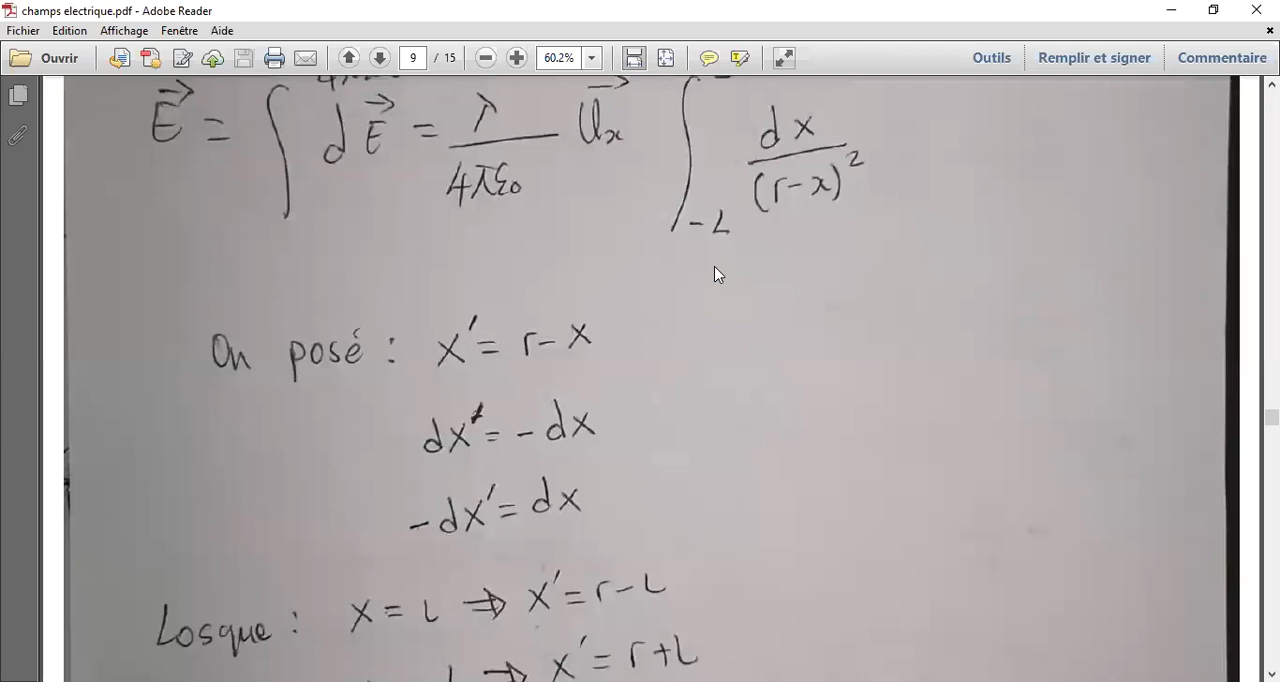 champs electrique.pdf - Adobe Reader
Fichier Edition Affichage Fenêtre Aide
Ouvrir 9 / 15 60.2% Outils Remplir et signer Commentaire
E = ∫ dE = λ/4πε₀ Ux ∫ -L dx/(r-x)²
On posé : x' = r-x
dx' = -dx
-dx' = dx
Losque : x = L ⇒ x' = r-L
⇒ x' = r+L